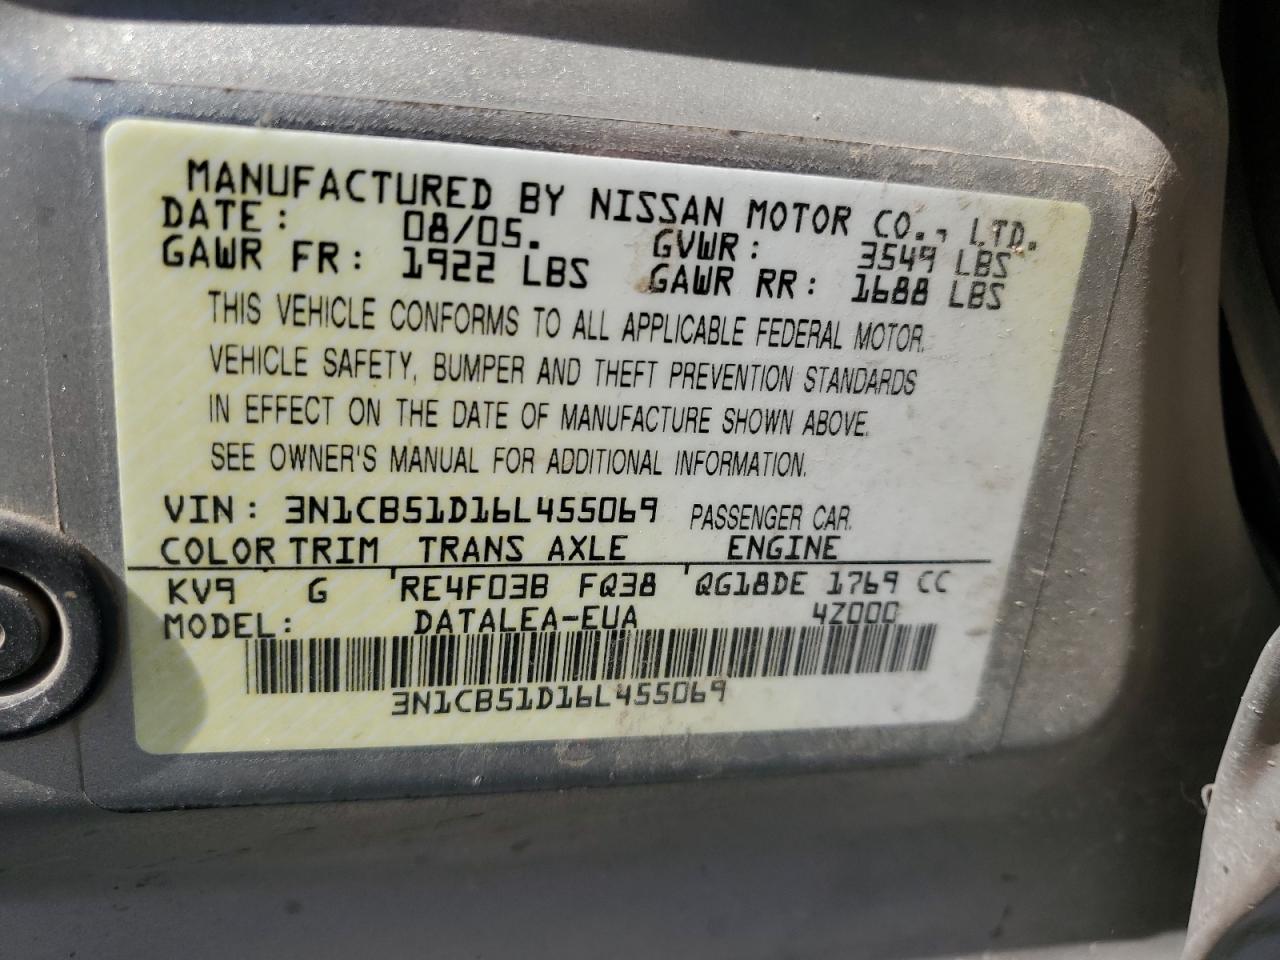 MANUFACTURED BY NISSAN MOTOR CO., LTD.
DATE: 08/05. GVWR: 3549 LBS
GAWR FR: 1922 LBS GAWR RR: 1688 LBS
THIS VEHICLE CONFORMS TO ALL APPLICABLE FEDERAL MOTOR
VEHICLE SAFETY, BUMPER AND THEFT PREVENTION STANDARDS
IN EFFECT ON THE DATE OF MANUFACTURE SHOWN ABOVE.
SEE OWNER'S MANUAL FOR ADDITIONAL INFORMATION.
VIN: 3N1CB51D16L455069 PASSENGER CAR.
COLOR TRIM TRANS AXLE ENGINE
KV9 G RE4F03B FQ38 QG18DE 1769 CC
MODEL: DATALEA-EUA 4Z000
3N1CB51D16L455069